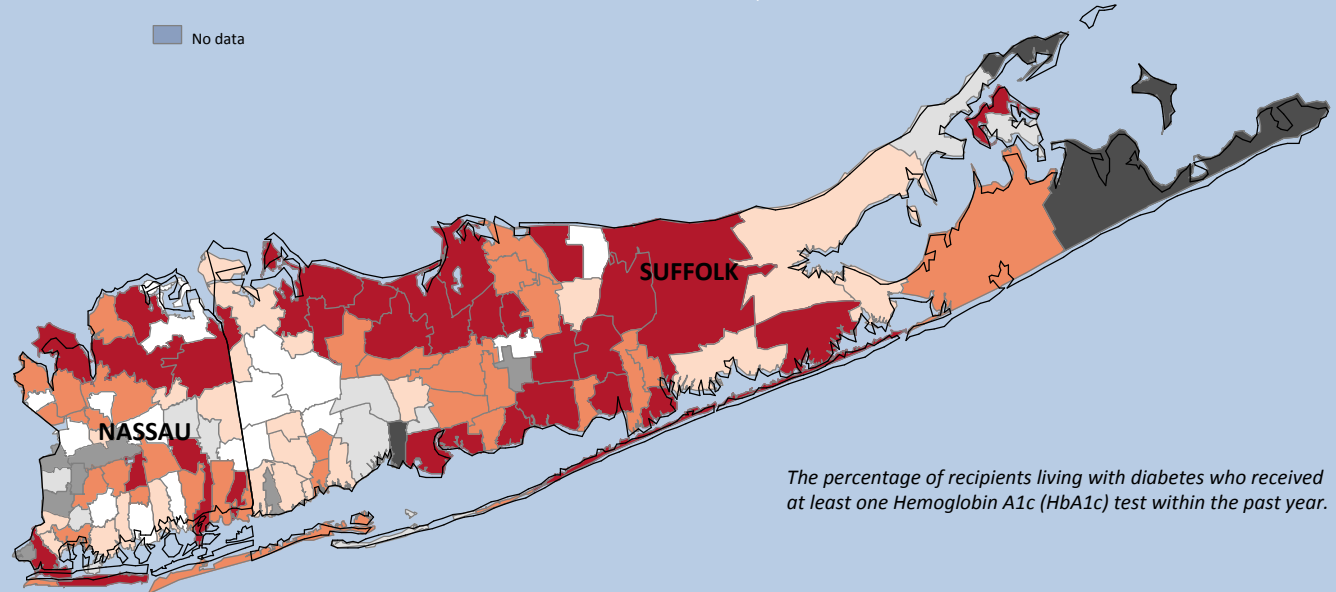 No data
SUFFOLK
NASSAU
The percentage of recipients living with diabetes who received
at least one Hemoglobin A1c (HbA1c) test within the past year.